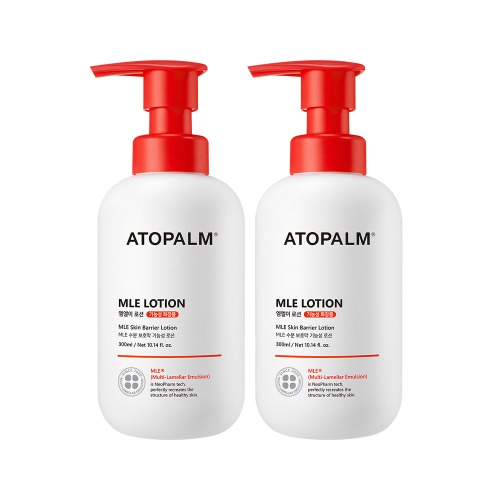 ATOPALM®
MLE LOTION
엠엘이 로션 기능성 화장품
MLE Skin Barrier Lotion
MLE 수분 보호막 기능성 로션
300ml / Net 10.14 fl. oz.
MLE®
(Multi-Lamellar Emulsion)
is NeoPharm tech,
perfectly recreates the
structure of healthy skin.
ATOPALM®
MLE LOTION
엠엘이 로션 기능성 화장품
MLE Skin Barrier Lotion
MLE 수분 보호막 기능성 로션
300ml / Net 10.14 fl. oz.
MLE®
(Multi-Lamellar Emulsion)
is NeoPharm tech,
perfectly recreates the
structure of healthy skin.